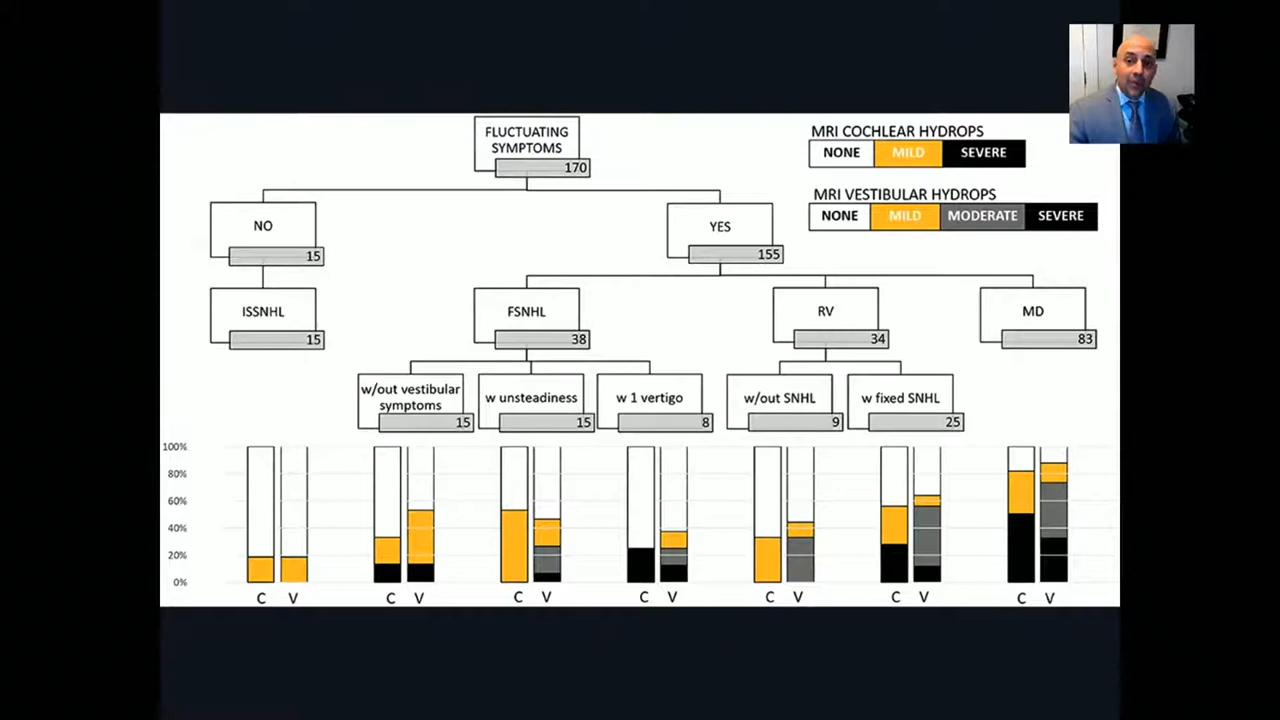 FLUCTUATING
SYMPTOMS
170
MRI COCHLEAR HYDROPS
NONE MILD SEVERE
MRI VESTIBULAR HYDROPS
NONE MILD MODERATE SEVERE
NO
15
YES
155
ISSNHL
15
FSNHL
38
RV
34
MD
83
w/out vestibular
symptoms
15
w unsteadiness
15
w 1 vertigo
8
w/out SNHL
9
w fixed SNHL
25
100%
80%
60%
40%
20%
0%
C V C V C V C V C V C V C V